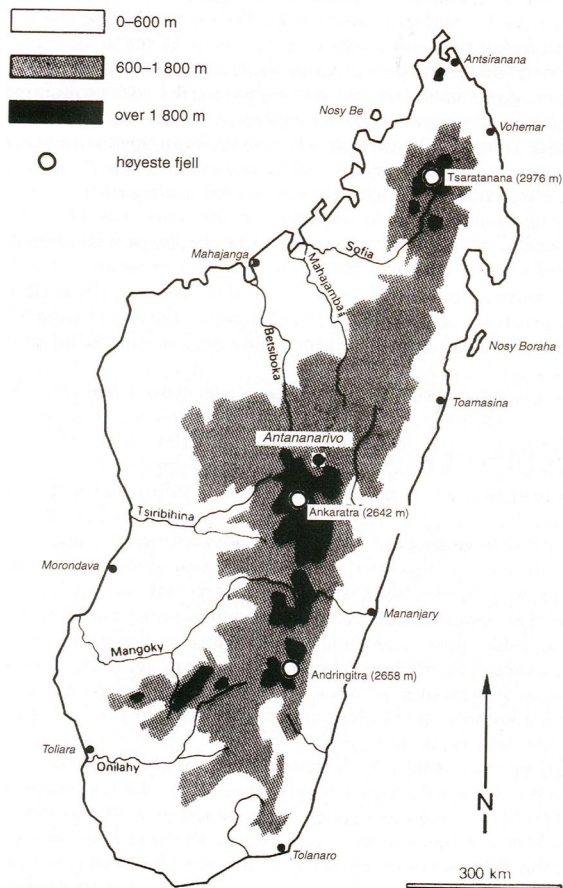 0–600 m
600–1 800 m
over 1 800 m
høyeste fjell
Antsiranana
Nosy Be
Vohemar
Tsaratanana (2976 m)
Sofia
Mahajanga
Mahajamba
Betsiboka
Nosy Boraha
Toamasina
Antananarivo
Tsiribihina
Ankaratra (2642 m)
Morondava
Mananjary
Mangoky
Andringitra (2658 m)
Toliara
Onilahy
N
Tolanaro
300 km